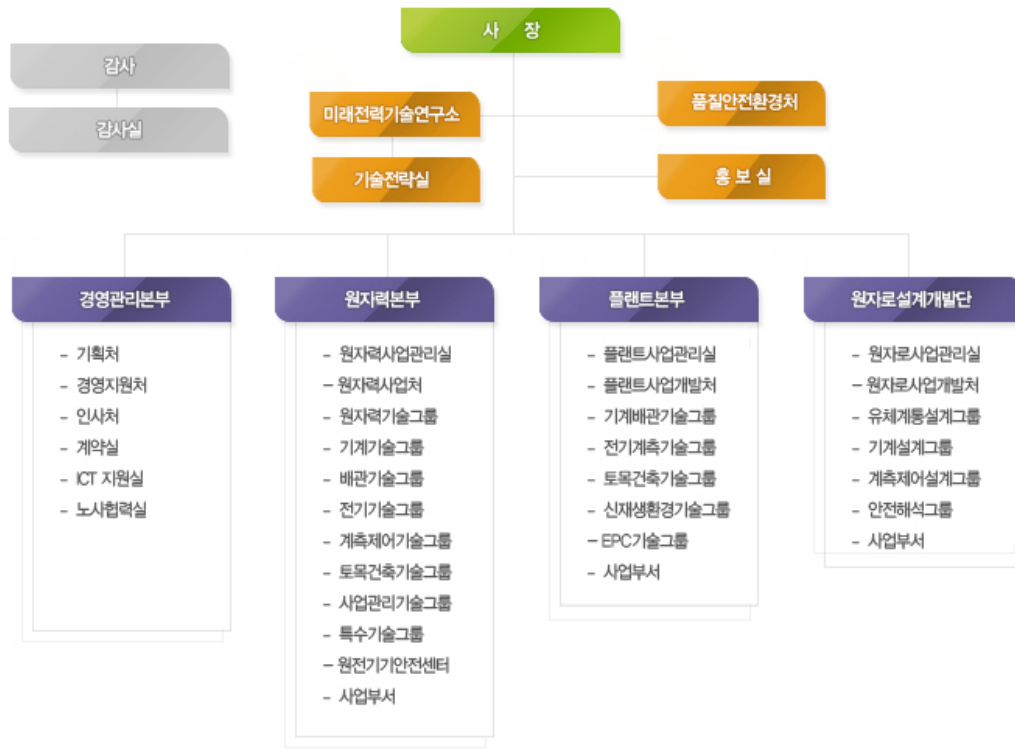 사 장
감사
감사실
미래전력기술연구소
품질안전환경처
기술전략실
홍 보 실
경영관리본부
- 기획처
- 경영지원처
- 인사처
- 계약실
- ICT 지원실
- 노사협력실
원자력본부
- 원자력사업관리실
- 원자력사업처
- 원자력기술그룹
- 기계기술그룹
- 배관기술그룹
- 전기기술그룹
- 계측제어기술그룹
- 토목건축기술그룹
- 사업관리기술그룹
- 특수기술그룹
- 원전기기안전센터
- 사업부서
플랜트본부
- 플랜트사업관리실
- 플랜트사업개발처
- 기계배관기술그룹
- 전기계측기술그룹
- 토목건축기술그룹
- 신재생환경기술그룹
- EPC기술그룹
- 사업부서
원자로설계개발단
- 원자로사업관리실
- 원자로사업개발처
- 유체계통설계그룹
- 기계설계그룹
- 계측제어설계그룹
- 안전해석그룹
- 사업부서